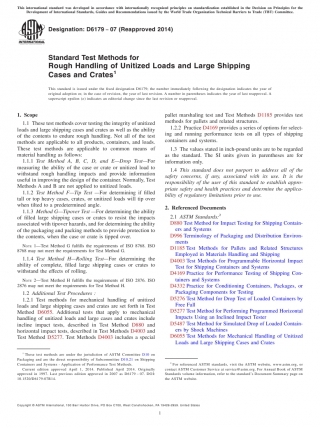 This international standard was developed in accordance with internationally recognized principles on standardization established in the Decision on Principles for the
Development of International Standards, Guides and Recommendations issued by the World Trade Organization Technical Barriers to Trade (TBT) Committee.
Designation: D6179 − 07 (Reapproved 2014)
Standard Test Methods for
Rough Handling of Unitized Loads and Large Shipping
Cases and Crates1
This standard is issued under the fixed designation D6179; the number immediately following the designation indicates the year of
original adoption or, in the case of revision, the year of last revision. A number in parentheses indicates the year of last reapproval. A
superscript epsilon (ε) indicates an editorial change since the last revision or reapproval.
1. Scope
1.1 These test methods cover testing the integrity of unitized
loads and large shipping cases and crates as well as the ability
of the contents to endure rough handling. Not all of the test
methods are applicable to all products, containers, and loads.
These test methods are applicable to common means of
material handling as follows:
1.1.1 Test Method A, B, C, D, and E—Drop Test—For
measuring the ability of the case or crate or unitized load to
withstand rough handling impacts and provide information
useful in improving the design of the container. Normally, Test
Methods A and B are not applied to unitized loads.
1.1.2 Test Method F—Tip Test—For determining if filled
tall or top heavy cases, crates, or unitized loads will tip over
when tilted to a predetermined angle.
1.1.3 Method G—Tipover Test—For determining the ability
of filled large shipping cases or crates to resist the impacts
associated with tipover hazards, and for determining the ability
of the packaging and packing methods to provide protection to
the contents, when the case or crate is tipped over.
NOTE 1—Test Method G fulfills the requirements of ISO 8768. ISO
8768 may not meet the requirements for Test Method G.
1.1.4 Test Method H—Rolling Test—For determining the
ability of complete, filled large shipping cases or crates to
withstand the effects of rolling.
NOTE 2—Test Method H fulfills the requirements of ISO 2876. ISO
2876 may not meet the requirements for Test Method H.
1.2 Additional Test Procedures :
1.2.1 Test methods for mechanical handling of unitized
loads and large shipping cases and crates are set forth in Test
Method D6055. Additional tests that apply to mechanical
handling of unitized loads and large cases and crates include
incline impact tests, described in Test Method D880 and
horizontal impact tests, described in Test Methods D4003 and
Test Method D5277. Test Methods D4003 includes a special
1 These test methods are under the jurisdiction of ASTM Committee D10 on
Packaging and are the direct responsibility of Subcommittee D10.21 on Shipping
Containers and Systems - Application of Performance Test Methods.
Current edition approved April 1, 2014. Published April 2014. Originally
approved in 1997. Last previous edition approved in 2007 as D6179 – 07. DOI:
10.1520/D6179-07R14.
pallet marshaling test and Test Methods D1185 provides test
methods for pallets and related structures.
1.2.2 Practice D4169 provides a series of options for select-
ing and running performance tests on all types of shipping
containers and systems.
1.3 The values stated in inch-pound units are to be regarded
as the standard. The SI units given in parentheses are for
information only.
1.4 This standard does not purport to address all of the
safety concerns, if any, associated with its use. It is the
responsibility of the user of this standard to establish appro-
priate safety and health practices and determine the applica-
bility of regulatory limitations prior to use.
2. Referenced Documents
2.1 ASTM Standards:2
D880 Test Method for Impact Testing for Shipping Contain-
ers and Systems
D996 Terminology of Packaging and Distribution Environ-
ments
D1185 Test Methods for Pallets and Related Structures
Employed in Materials Handling and Shipping
D4003 Test Methods for Programmable Horizontal Impact
Test for Shipping Containers and Systems
D4169 Practice for Performance Testing of Shipping Con-
tainers and Systems
D4332 Practice for Conditioning Containers, Packages, or
Packaging Components for Testing
D5276 Test Method for Drop Test of Loaded Containers by
Free Fall
D5277 Test Method for Performing Programmed Horizontal
Impacts Using an Inclined Impact Tester
D5487 Test Method for Simulated Drop of Loaded Contain-
ers by Shock Machines
D6055 Test Methods for Mechanical Handling of Unitized
Loads and Large Shipping Cases and Crates
2 For referenced ASTM standards, visit the ASTM website, www.astm.org, or
contact ASTM Customer Service at service@astm.org. For Annual Book of ASTM
Standards volume information, refer to the standard's Document Summary page on
the ASTM website.
Copyright © ASTM International, 100 Barr Harbor Drive, PO Box C700, West Conshohocken, PA 19428-2959. United States
1